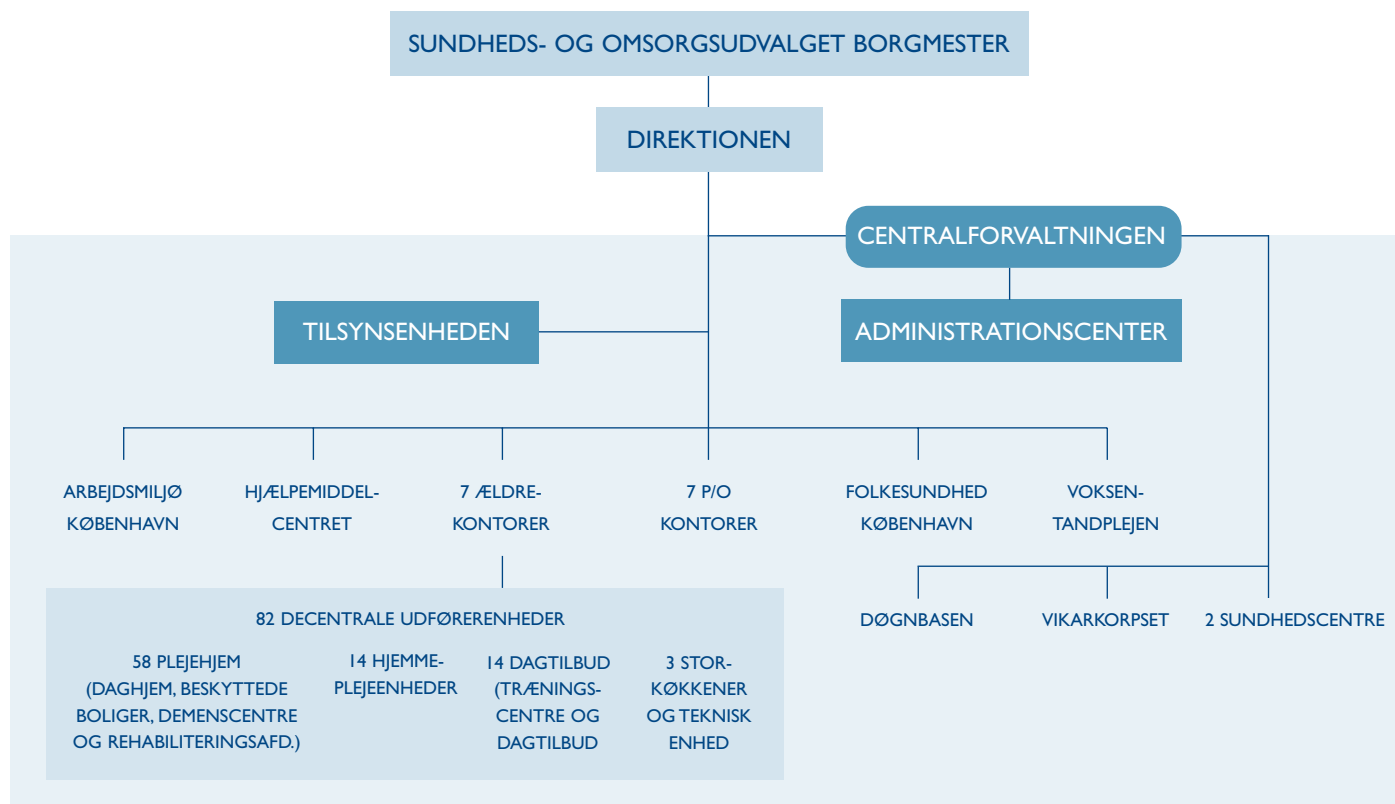 SUNDHEDS- OG OMSORGSUDVALGET BORGMESTER
DIREKTIONEN
CENTRALFORVALTNINGEN
TILSYNSENHEDEN
ADMINISTRATIONSCENTER
ARBEJDSMILJØ
KØBENHAVN
HJÆLPEMIDDEL-
CENTRET
7 ÆLDRE-
KONTORER
7 P/O
KONTORER
FOLKESUNDHED
KØBENHAVN
VOKSEN-
TANDPLEJEN
82 DECENTRALE UDFØRERENHEDER
58 PLEJEHJEM
(DAGHJEM, BESKYTTEDE
BOLIGER, DEMENSCENTRE
OG REHABILITERINGSAFD.)
14 HJEMME-
PLEJEENHEDER
14 DAGTILBUD
(TRÆNINGS-
CENTRE OG
DAGTILBUD
3 STOR-
KØKKENER
OG TEKNISK
ENHED
DØGNBASEN
VIKARKORPSET
2 SUNDHEDSCENTRE